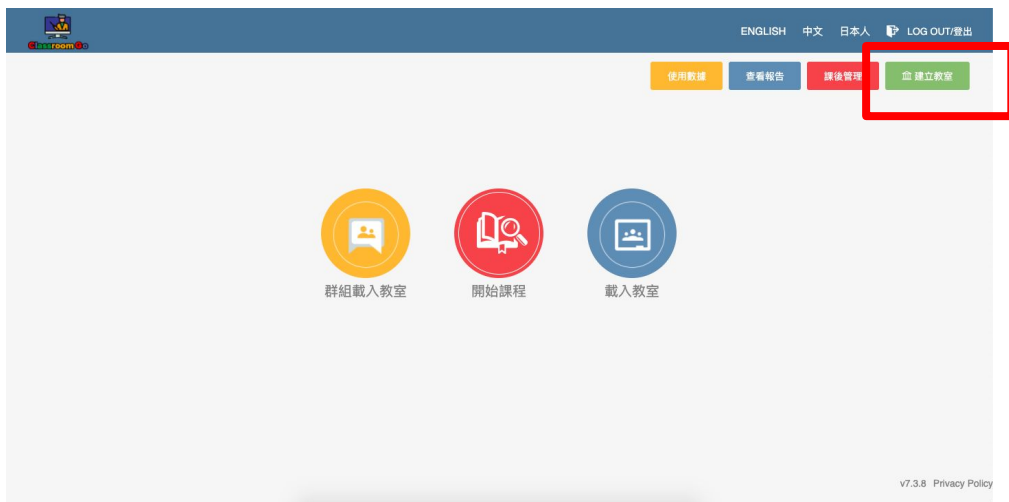 Classroom Go
ENGLISH 中文 日本人 LOG OUT/登出
使用數據 查看報告 課後管理 建立教室
群組載入教室 開始課程 載入教室
v7.3.8 Privacy Policy